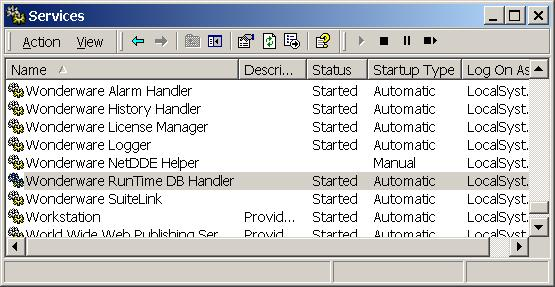 Services
Action View
Name Descri... Status Startup Type Log On As
Wonderware Alarm Handler Started Automatic LocalSyst.
Wonderware History Handler Started Automatic LocalSyst.
Wonderware License Manager Started Automatic LocalSyst.
Wonderware Logger Started Automatic LocalSyst.
Wonderware NetDDE Helper Manual LocalSyst.
Wonderware RunTime DB Handler Started Automatic LocalSyst.
Wonderware SuiteLink Started Automatic LocalSyst.
Workstation Provid... Started Automatic LocalSyst.
World Wide Web Publishing Ser Provid Started Automatic LocalSyst